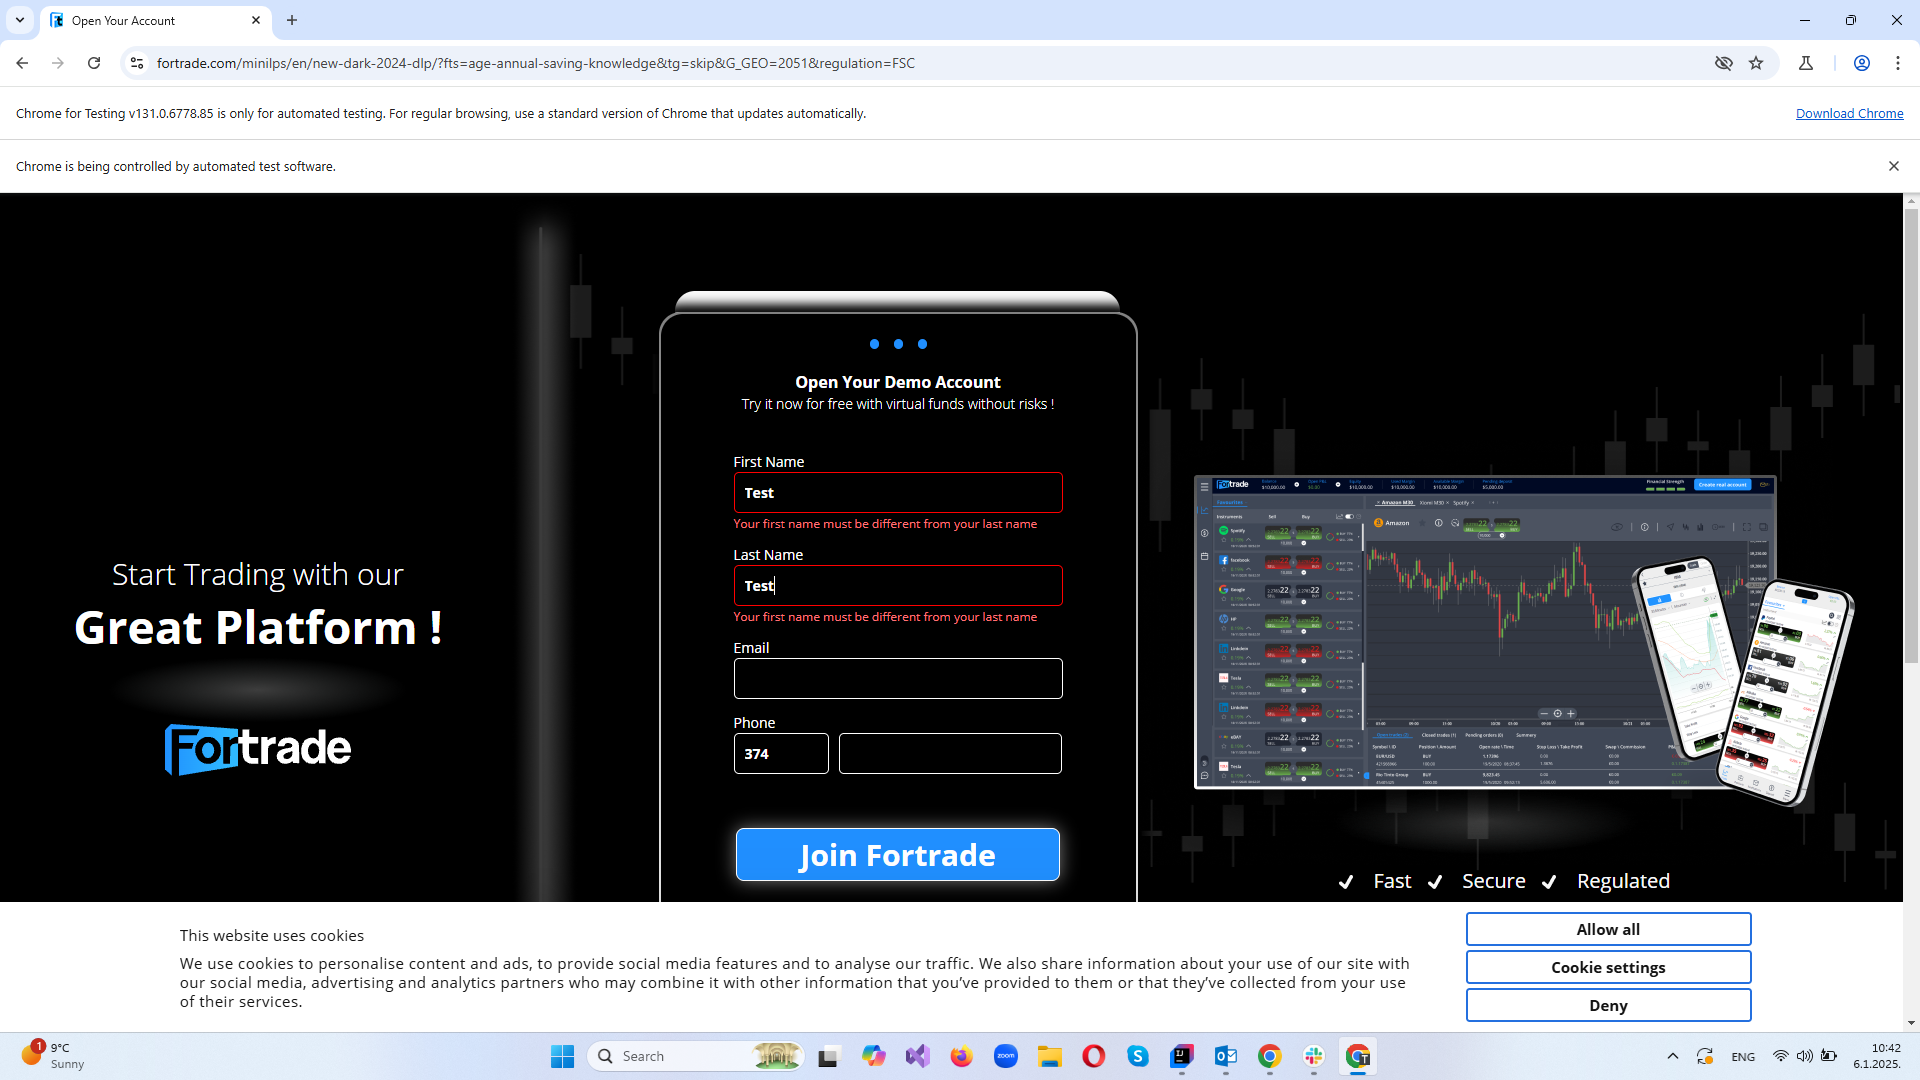 Open Your Account
fortrade.com/minilps/en/new-dark-2024-dlp/?fts=age-annual-saving-knowledge&tg=skip&G_GEO=2051&regulation=FSC
Chrome for Testing v131.0.6778.85 is only for automated testing. For regular browsing, use a standard version of Chrome that updates automatically.
Download Chrome
Chrome is being controlled by automated test software.
Start Trading with our
Great Platform !
Fortrade
Open Your Demo Account
Try it now for free with virtual funds without risks !
First Name
Test
Your first name must be different from your last name
Last Name
Test
Your first name must be different from your last name
Email
Phone
374
Join Fortrade
Fortrade
Create real account
Amazon
Fast
Secure
Regulated
This website uses cookies
We use cookies to personalise content and ads, to provide social media features and to analyse our traffic. We also share information about your use of our site with
our social media, advertising and analytics partners who may combine it with other information that you’ve provided to them or that they’ve collected from your use
of their services.
Allow all
Cookie settings
Deny
1
9°C
Sunny
Search
zoom
ENG
10:42
6.1.2025.